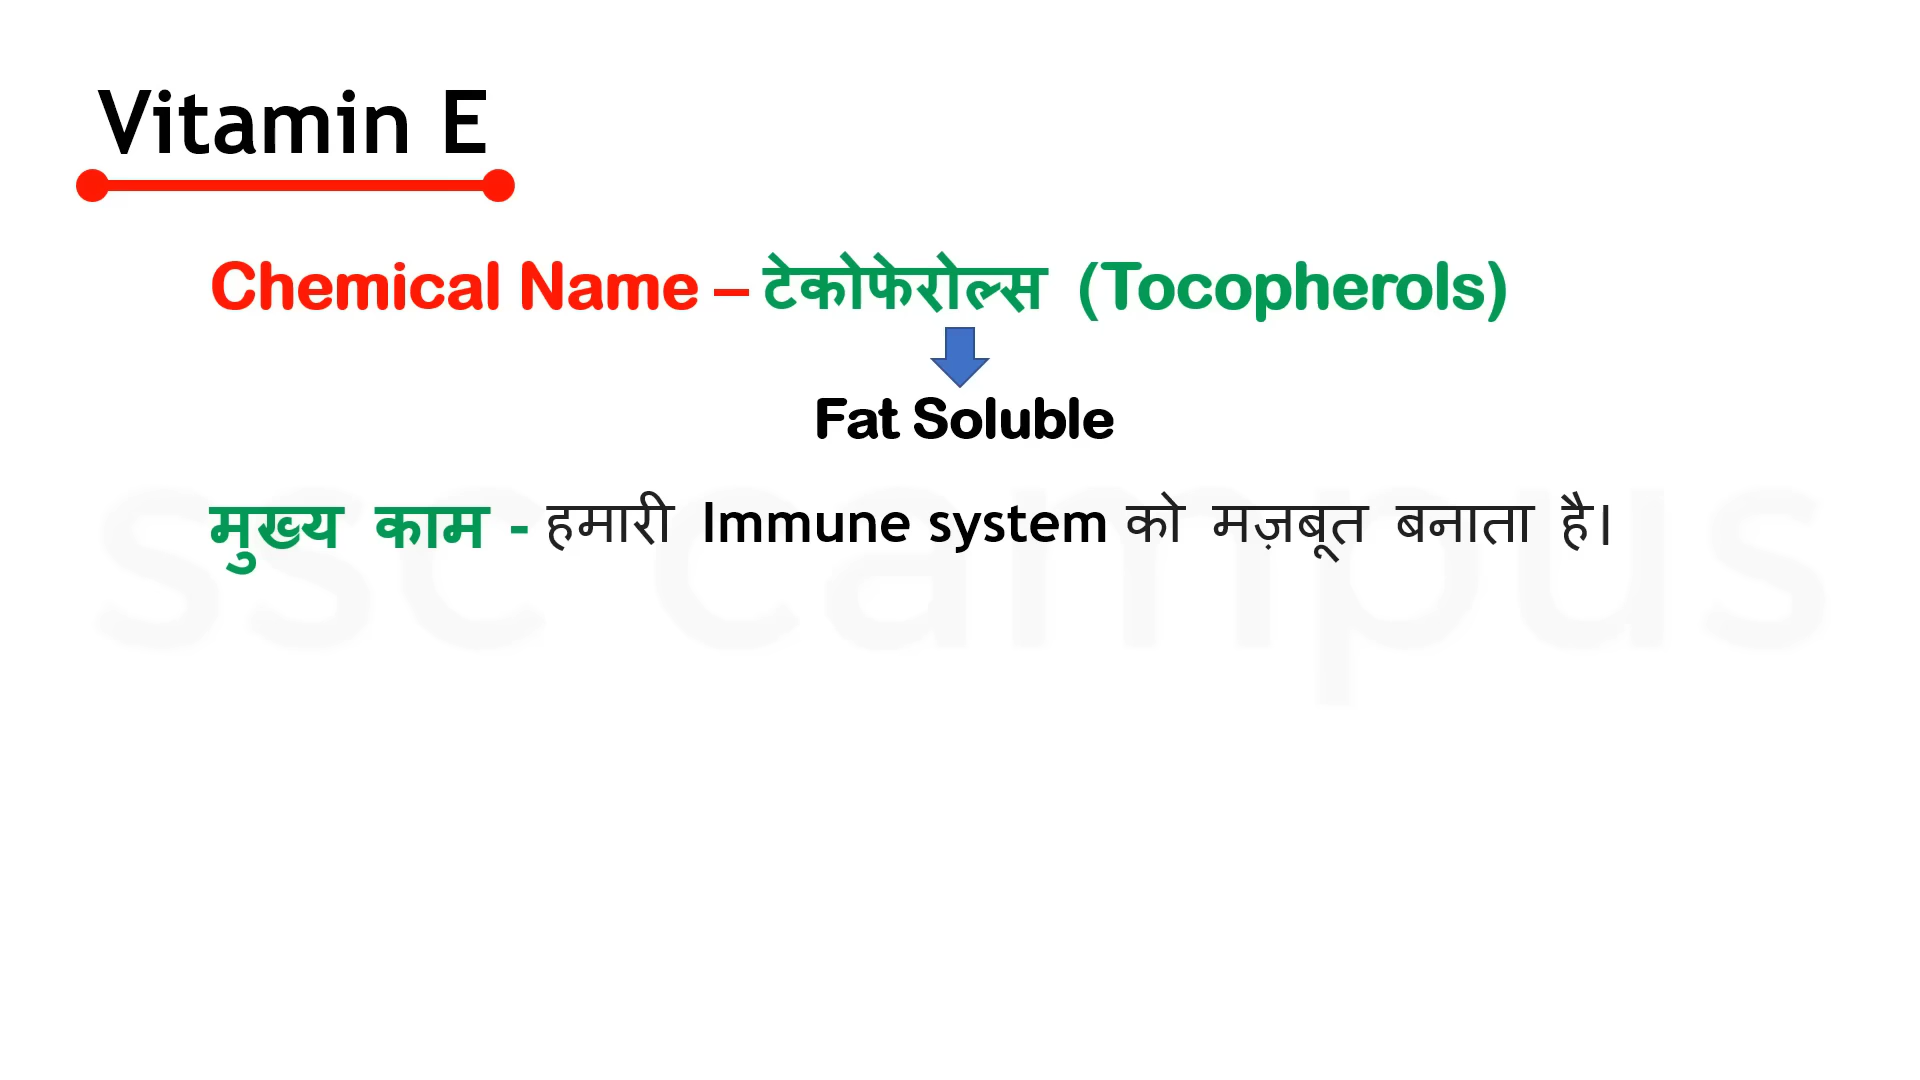 Vitamin E
Chemical Name – टेकोफेरोल्स (Tocopherols)
Fat Soluble
मुख्य काम - हमारी Immune system को मज़बूत बनाता है।
ssc campus